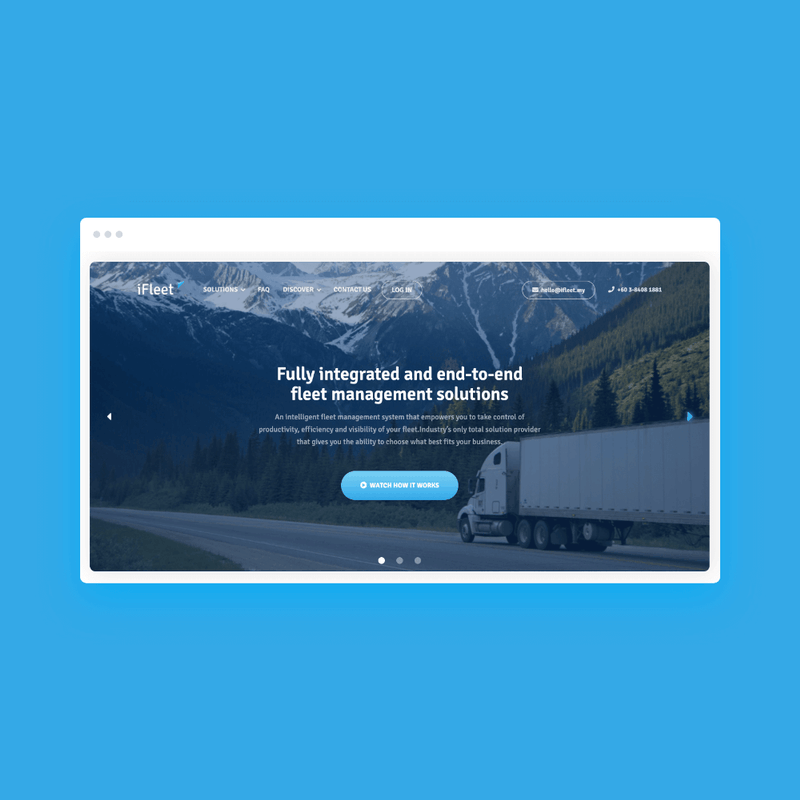 iFleet
SOLUTIONS
FAQ
DISCOVER
CONTACT US
LOG IN
hello@ifleet.my
+60 3-8408 1881
Fully integrated and end-to-end
fleet management solutions
An intelligent fleet management system that empowers you to take control of
productivity, efficiency and visibility of your fleet.Industry's only total solution provider
that gives you the ability to choose what best fits your business.
WATCH HOW IT WORKS